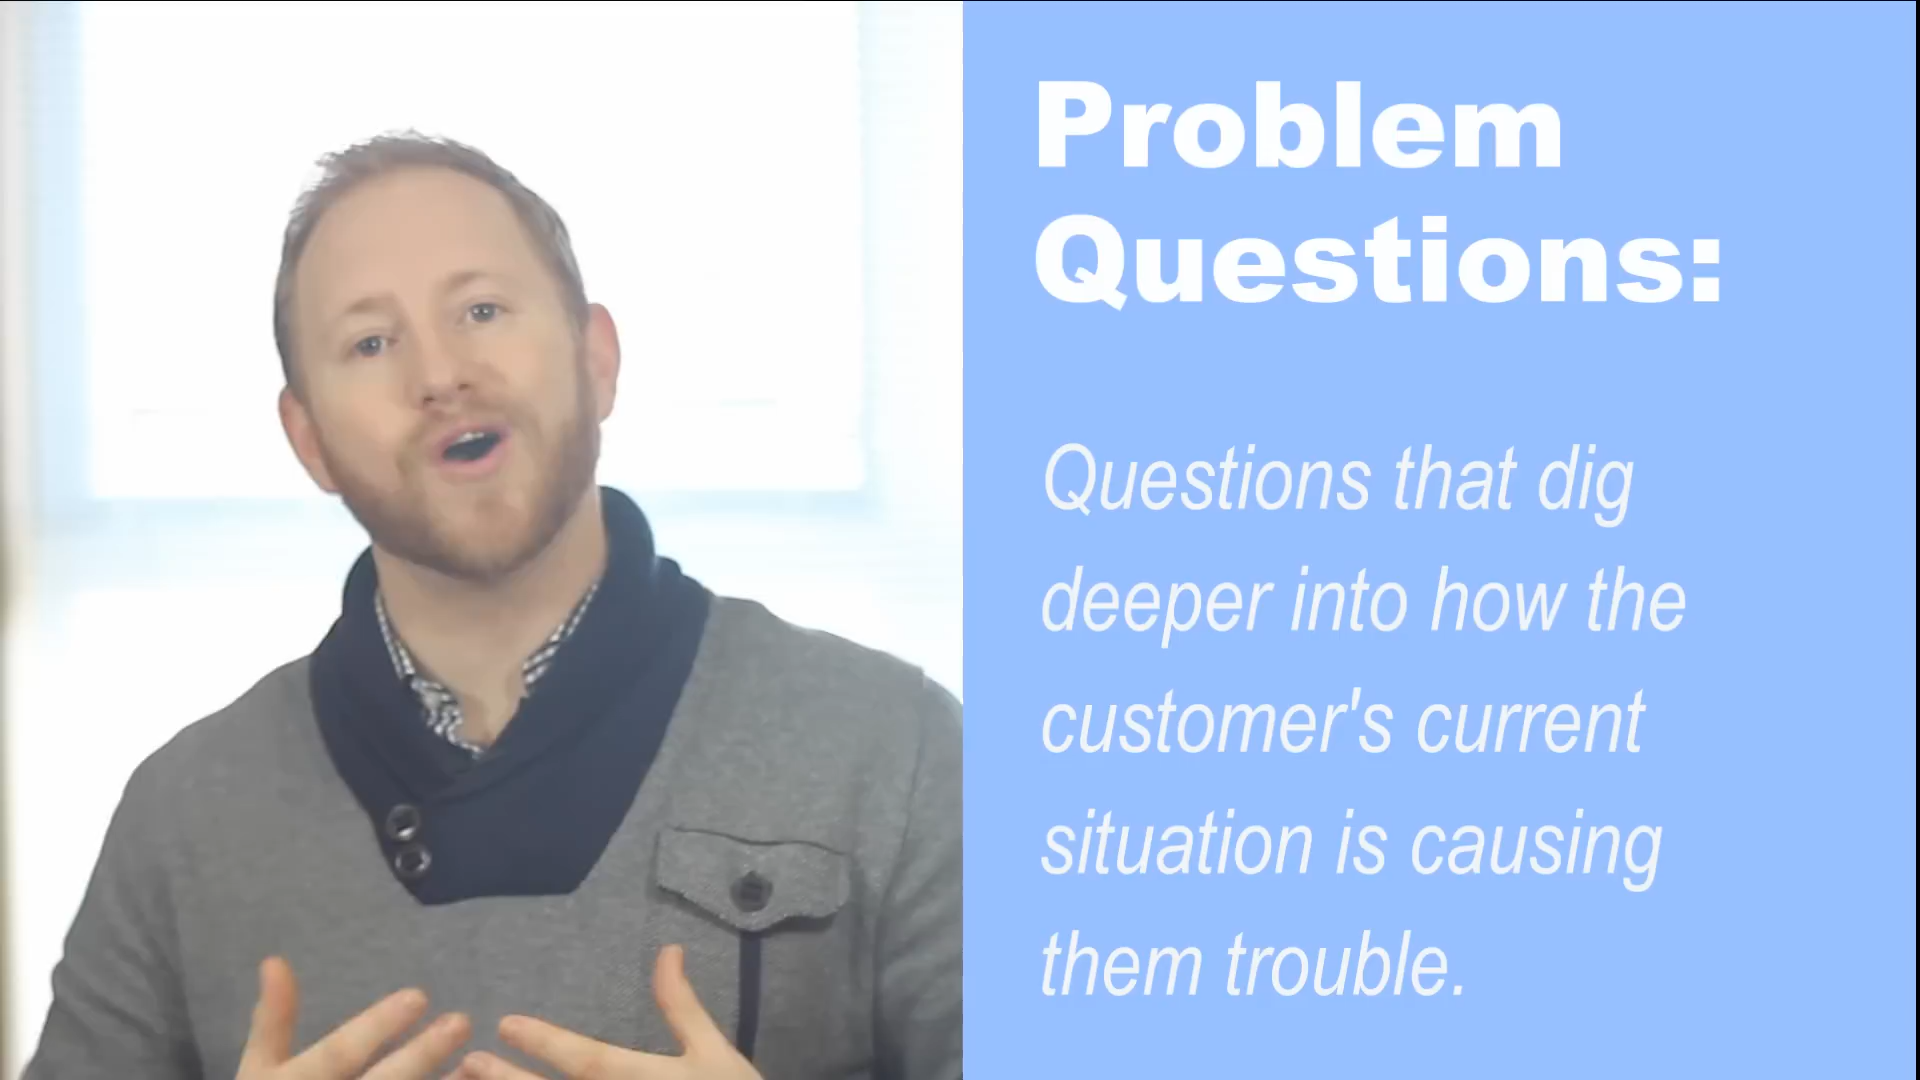 Problem
Questions:
Questions that dig
deeper into how the
customer's current
situation is causing
them trouble.